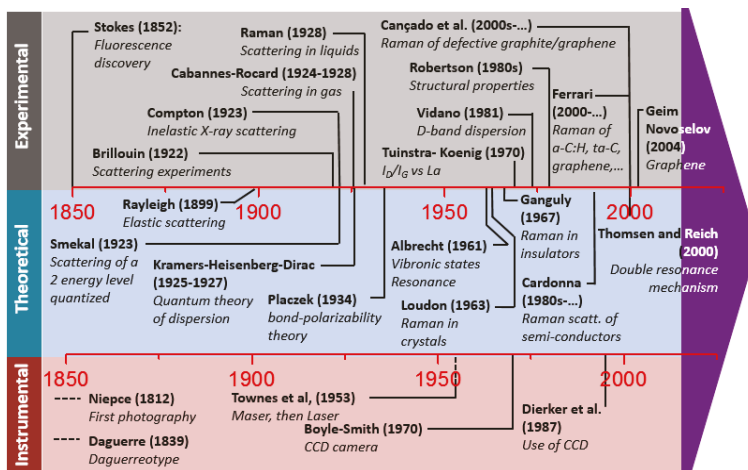 Experimental
Stokes (1852):
Fluorescence
discovery
Raman (1928)
Scattering in liquids
Cabannes-Rocard (1924-1928)
Scattering in gas
Compton (1923)
Inelastic X-ray scattering
Brillouin (1922)
Scattering experiments
Cançado et al. (2000s-...)
Raman of defective graphite/graphene
Robertson (1980s)
Structural properties
Vidano (1981)
D-band dispersion
Tuinstra- Koenig (1970)
ID/IG vs La
Ferrari
(2000-...)
Raman of
a-C:H, ta-C,
graphene,...
Geim
Novoselov
(2004)
Graphene
1850
1900
1950
2000
Theoretical
Rayleigh (1899)
Elastic scattering
Smekal (1923)
Scattering of a
2 energy level
quantized
Kramers-Heisenberg-Dirac
(1925-1927)
Quantum theory
of dispersion
Placzek (1934)
bond-polarizability
theory
Albrecht (1961)
Vibronic states
Resonance
Loudon (1963)
Raman in
crystals
Ganguly
(1967)
Raman in
insulators
Cardonna
(1980s-...)
Raman scatt. of
semi-conductors
Thomsen and Reich
(2000)
Double resonance
mechanism
1850
1900
1950
2000
Instrumental
Niepce (1812)
First photography
Daguerre (1839)
Daguerreotype
Townes et al, (1953)
Maser, then Laser
Boyle-Smith (1970)
CCD camera
Dierker et al.
(1987)
Use of CCD